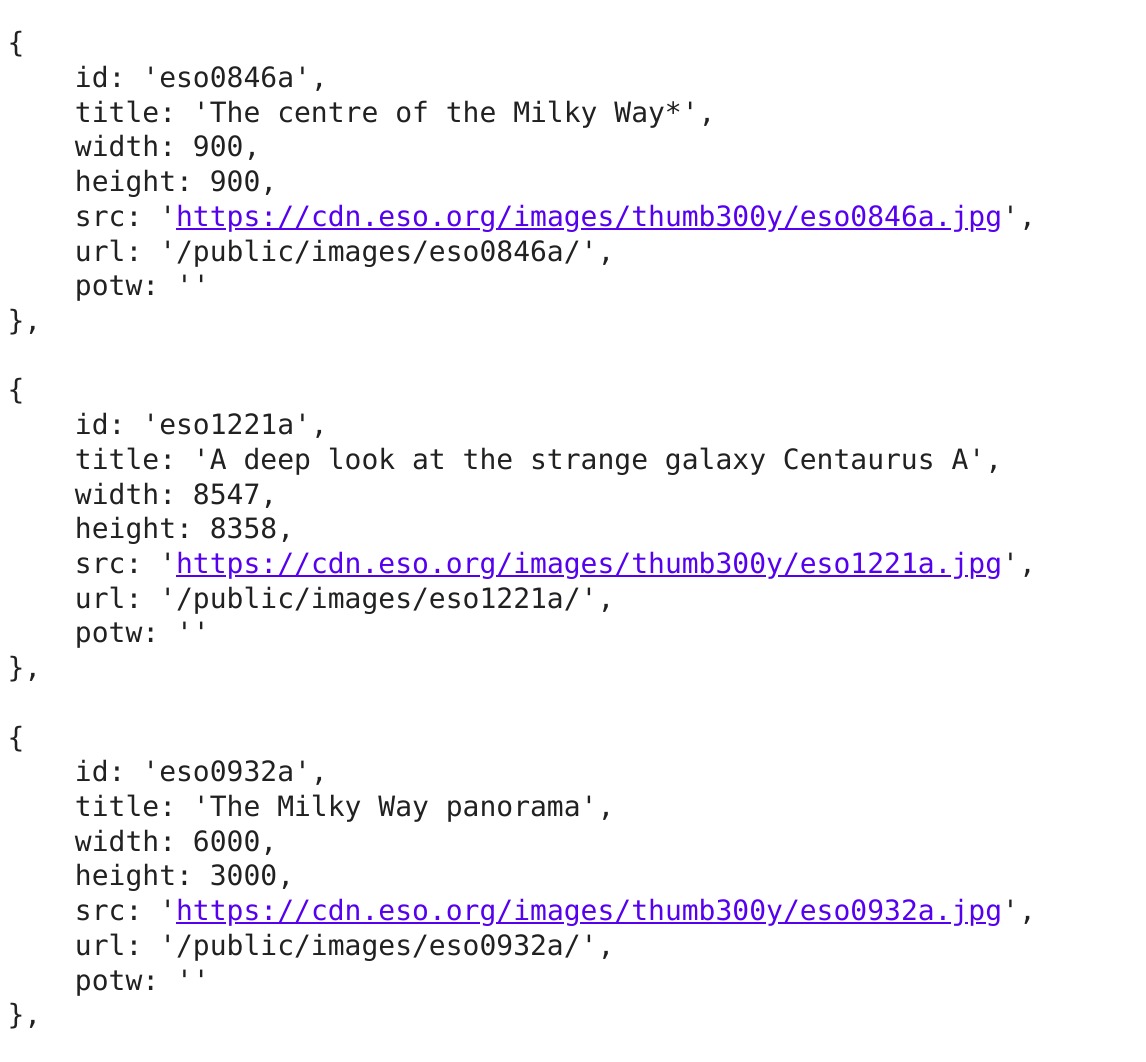 {
    id: 'eso0846a',
    title: 'The centre of the Milky Way*',
    width: 900,
    height: 900,
    src: 'https://cdn.eso.org/images/thumb300y/eso0846a.jpg',
    url: '/public/images/eso0846a/',
    potw: ''
},

{
    id: 'eso1221a',
    title: 'A deep look at the strange galaxy Centaurus A',
    width: 8547,
    height: 8358,
    src: 'https://cdn.eso.org/images/thumb300y/eso1221a.jpg',
    url: '/public/images/eso1221a/',
    potw: ''
},

{
    id: 'eso0932a',
    title: 'The Milky Way panorama',
    width: 6000,
    height: 3000,
    src: 'https://cdn.eso.org/images/thumb300y/eso0932a.jpg',
    url: '/public/images/eso0932a/',
    potw: ''
},